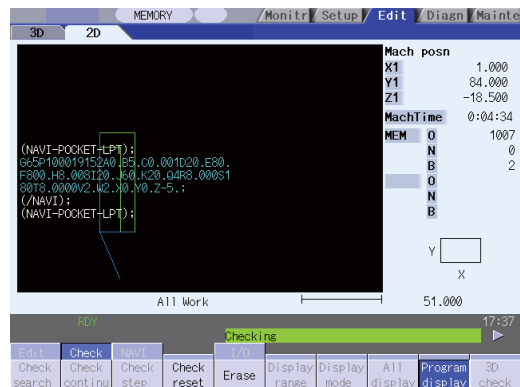 MEMORY
Monitr Setup Edit Diagn Mainte
3D 2D
Mach posn
X1 1.000
Y1 84.000
Z1 -18.500
MachTime 0:04:34
MEM O 1007
N 0
B 2
O
N
B
(NAVI-POCKET-LPT);
G65P100019152A0.B5.C0.001D20.E80.
F800.H8.008I20.J60.K20.Q4R8.000S1
80T8.0000V2.W2.X0.Y0.Z-5.;
(/NAVI);
(NAVI-POCKET-LPT);
Y
X
All Work 51.000
RDY 17:37
Checking
Edit Check NAVI I/O
Check search Check continu Check step Check reset Erase Display range Display mode All display Program display 3D check